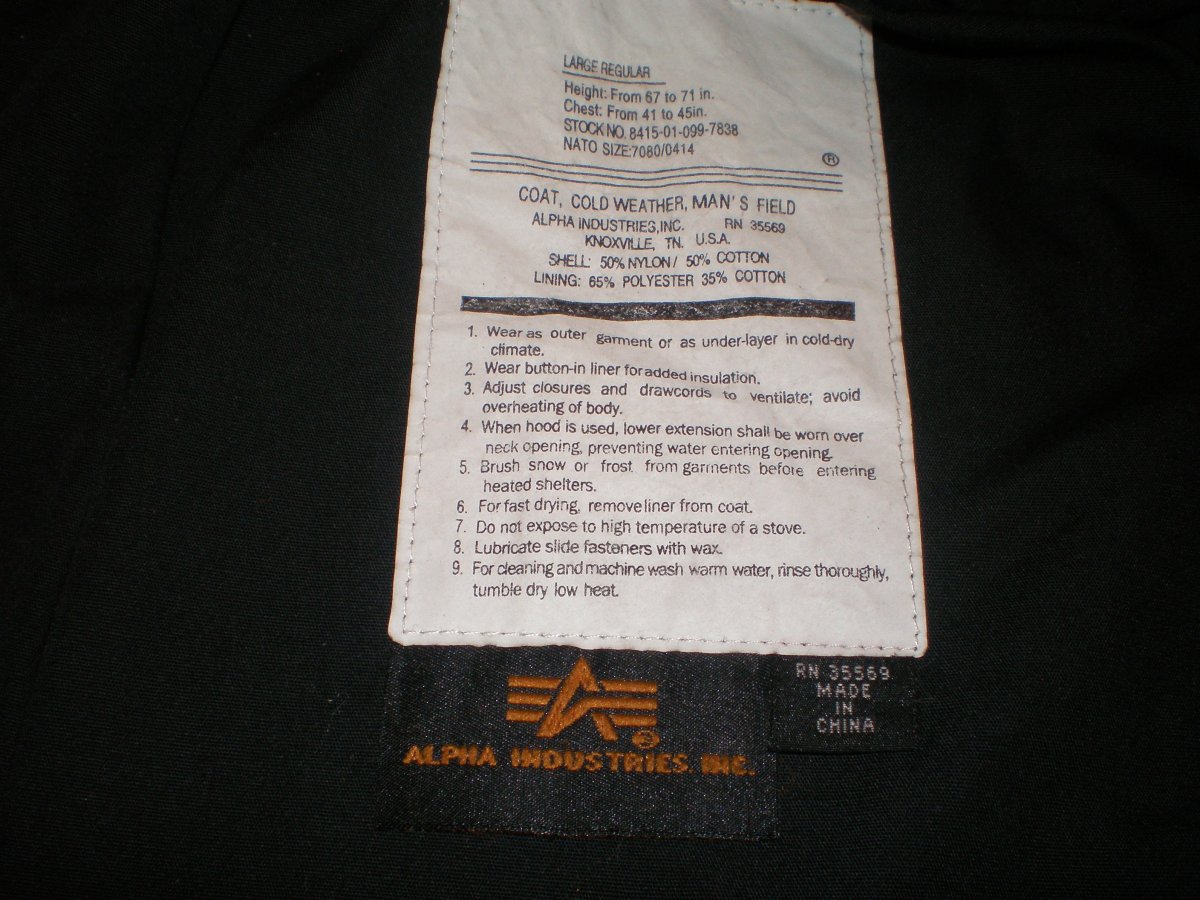 LARGE REGULAR
Height: From 67 to 71 in.
Chest: From 41 to 45in.
STOCK NO. 8415-01-099-7838
NATO SIZE:7080/0414
®
COAT, COLD WEATHER, MAN'S FIELD
ALPHA INDUSTRIES,INC. RN 35569
KNOXVILLE, TN. U.S.A.
SHELL: 50% NYLON/ 50% COTTON
LINING: 65% POLYESTER 35% COTTON
1. Wear as outer garment or as under-layer in cold-dry
climate.
2. Wear button-in liner for added insulation.
3. Adjust closures and drawcords to ventilate; avoid
overheating of body.
4. When hood is used, lower extension shall be worn over
neck opening, preventing water entering opening.
5. Brush snow or frost from garments before entering
heated shelters.
6. For fast drying, remove liner from coat.
7. Do not expose to high temperature of a stove.
8. Lubricate slide fasteners with wax.
9. For cleaning and machine wash warm water, rinse thoroughly,
tumble dry low heat.
A
®
ALPHA INDUSTRIES. INC.
RN 35569
MADE
IN
CHINA